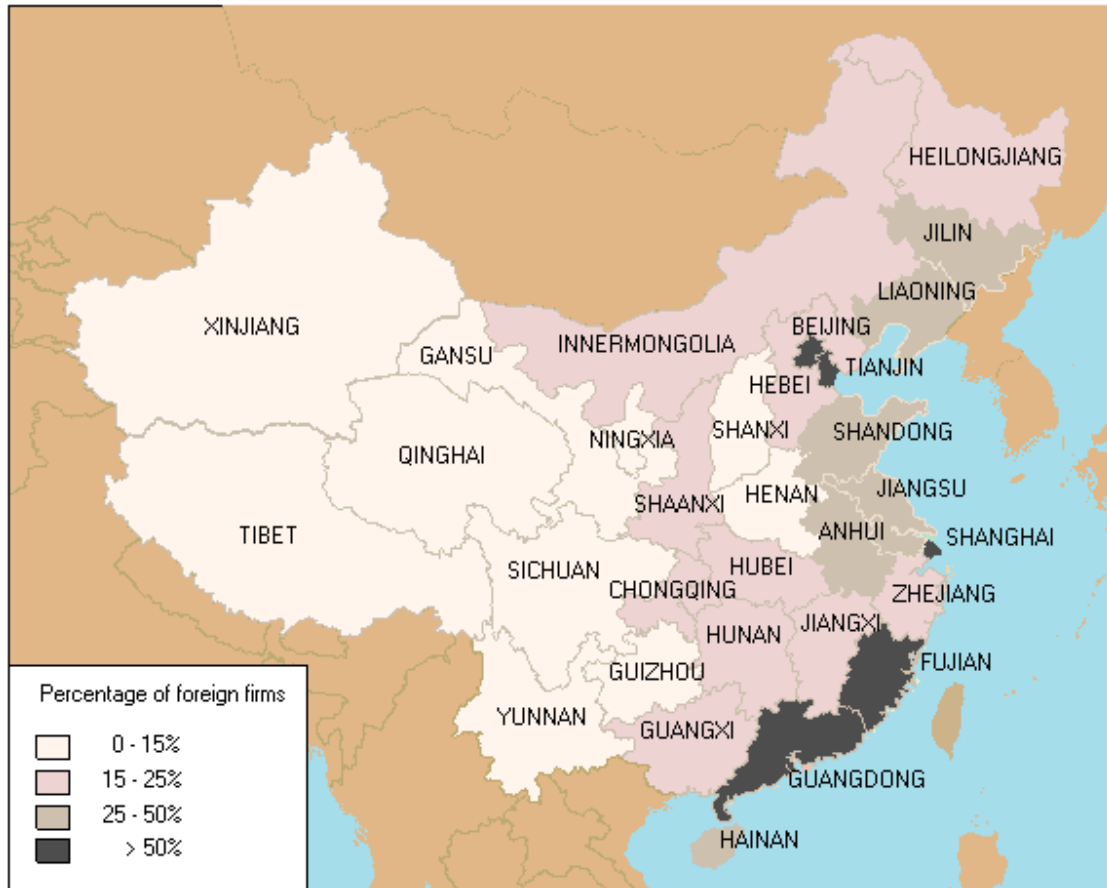 HEILONGJIANG
JILIN
LIAONING
XINJIANG
BEIJING
INNERMONGOLIA
GANSU
TIANJIN
HEBEI
SHANXI
SHANDONG
NINGXIA
QINGHAI
JIANGSU
HENAN
SHAANXI
ANHUI
TIBET
SHANGHAI
HUBEI
SICHUAN
CHONGQING
ZHEJIANG
JIANGXI
HUNAN
FUJIAN
GUIZHOU
YUNNAN
GUANGXI
GUANGDONG
HAINAN
Percentage of foreign firms
0 - 15%
15 - 25%
25 - 50%
> 50%